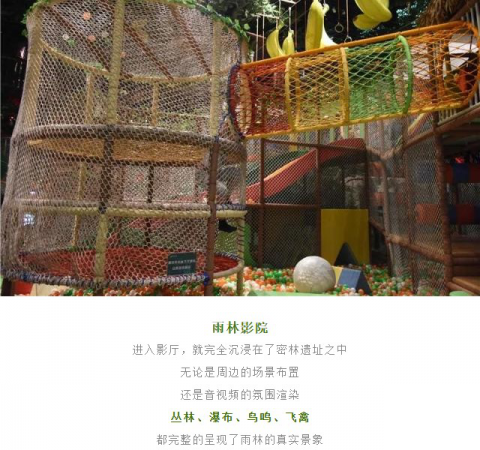 雨林影院
进入影厅，就完全沉浸在了密林遗址之中
无论是周边的场景布置
还是音视频的氛围渲染
丛林、瀑布、鸟鸣、飞禽
都完整的呈现了雨林的真实景象